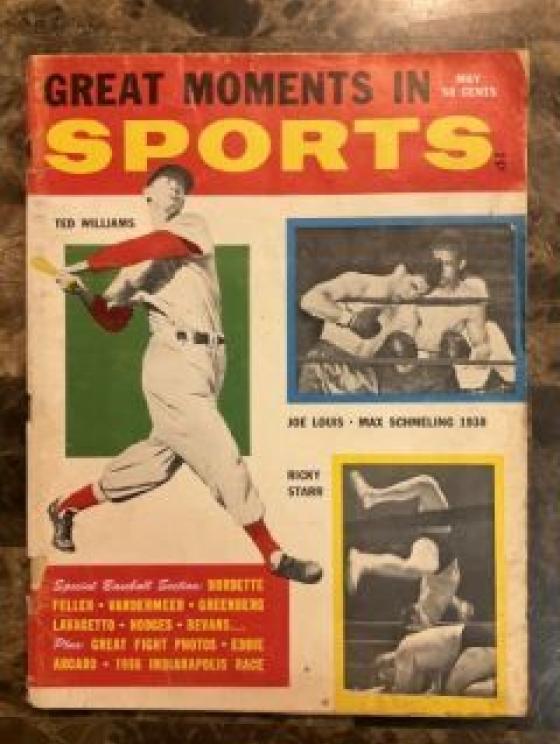 GREAT MOMENTS IN
MAY
50 CENTS
SPORTS
TED WILLIAMS
JOE LOUIS · MAX SCHMELING 1938
RICKY
STARR
Special Baseball Section: BURDETTE
FELLER · VANDERMEER · GREENBERG
LAVAGETTO · HODGES · BEVANS...
Plus: GREAT FIGHT PHOTOS · EDDIE
ARCARO · INDIANAPOLIS RACE